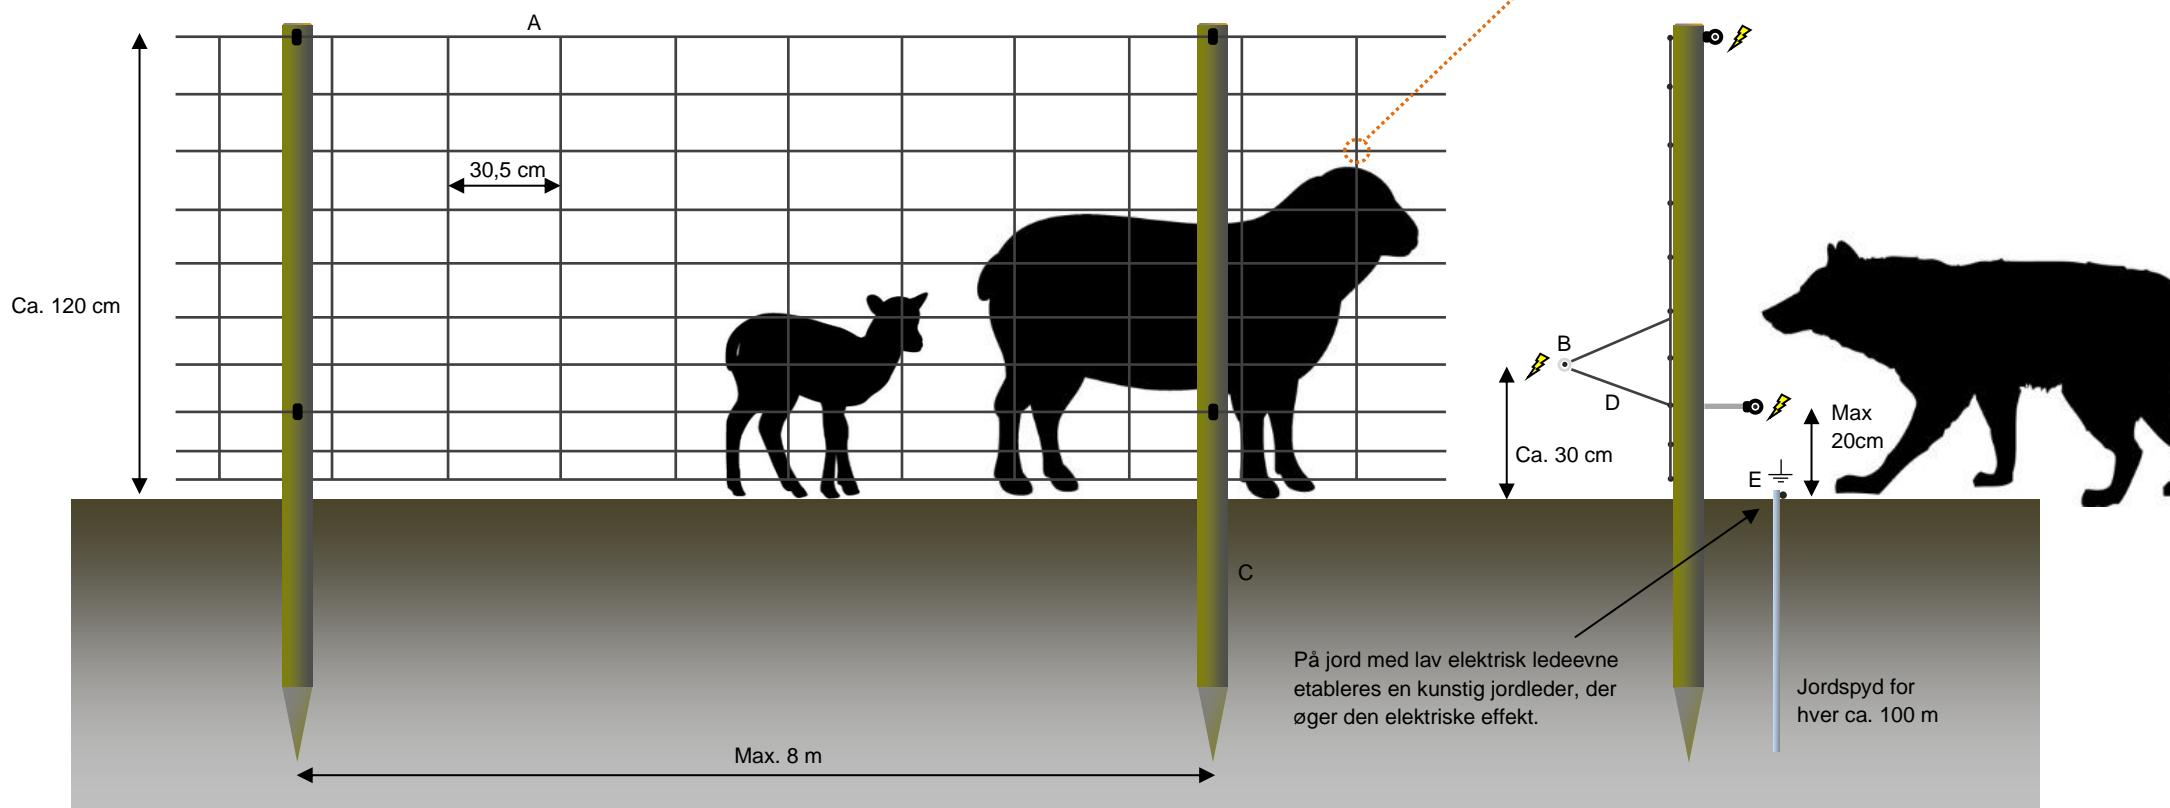 A
30,5 cm
Ca. 120 cm
B
D
Max
20cm
Ca. 30 cm
E
C
På jord med lav elektrisk ledeevne
etableres en kunstig jordleder, der
øger den elektriske effekt.
Jordspyd for
hver ca. 100 m
Max. 8 m